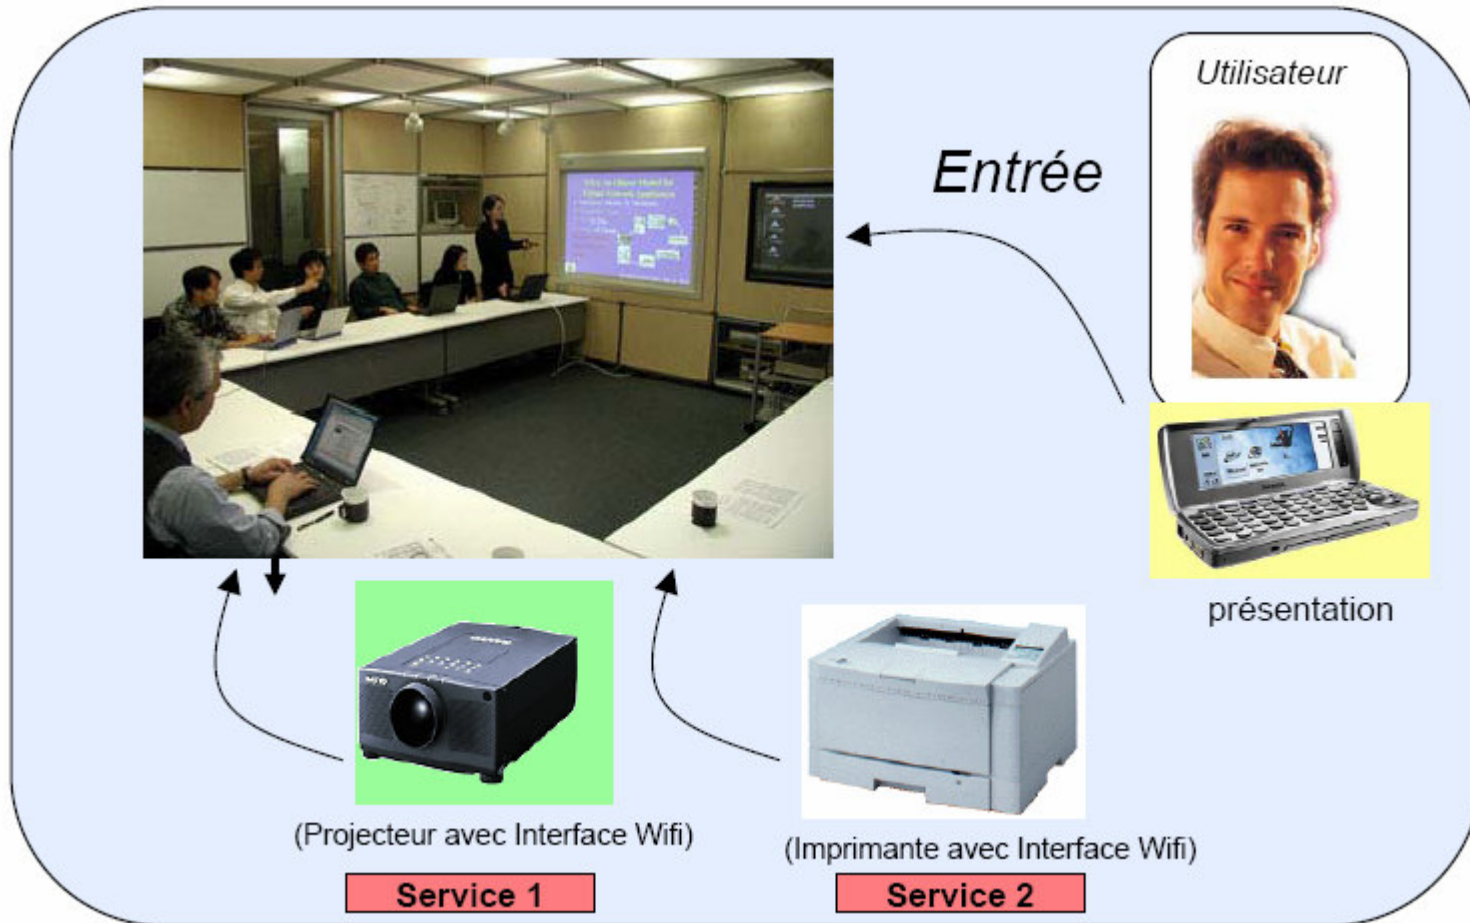 Utilisateur
Entrée
présentation
(Projecteur avec Interface Wifi)
(Imprimante avec Interface Wifi)
Service 1
Service 2